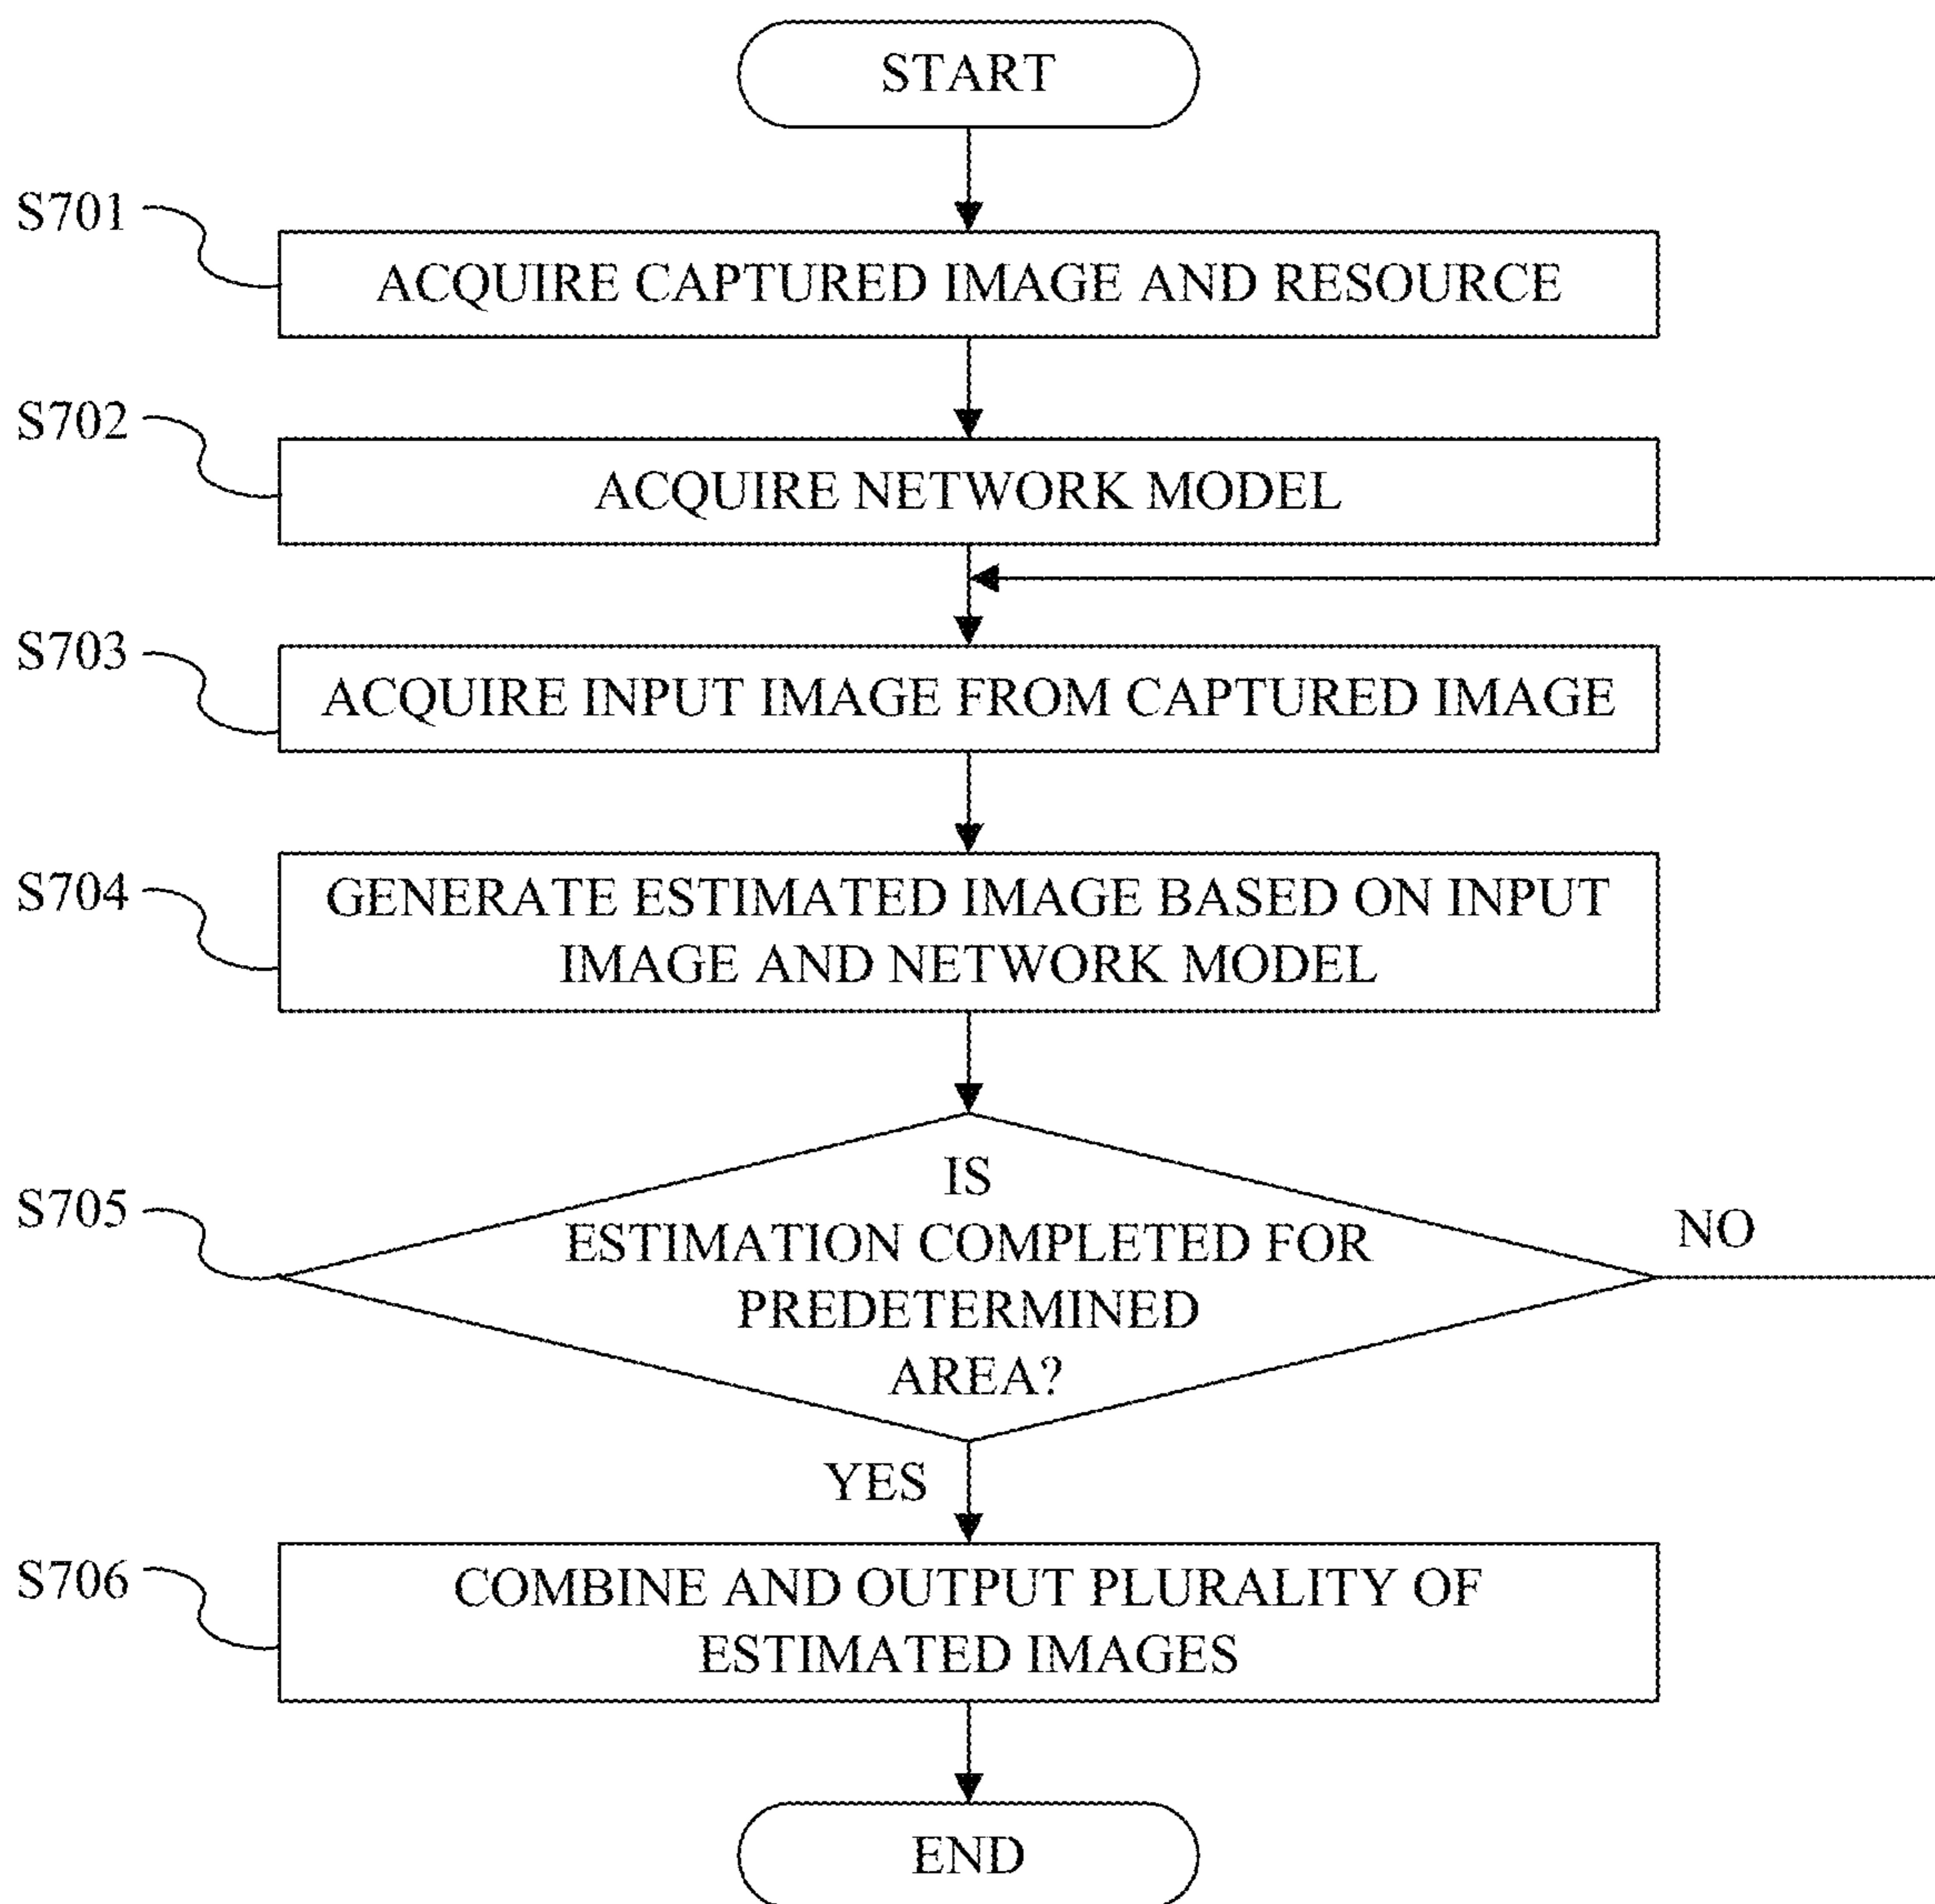 START
S701
ACQUIRE CAPTURED IMAGE AND RESOURCE
S702
ACQUIRE NETWORK MODEL
S703
ACQUIRE INPUT IMAGE FROM CAPTURED IMAGE
S704
GENERATE ESTIMATED IMAGE BASED ON INPUT
IMAGE AND NETWORK MODEL
S705
IS
ESTIMATION COMPLETED FOR
PREDETERMINED
AREA?
NO
YES
S706
COMBINE AND OUTPUT PLURALITY OF
ESTIMATED IMAGES
END